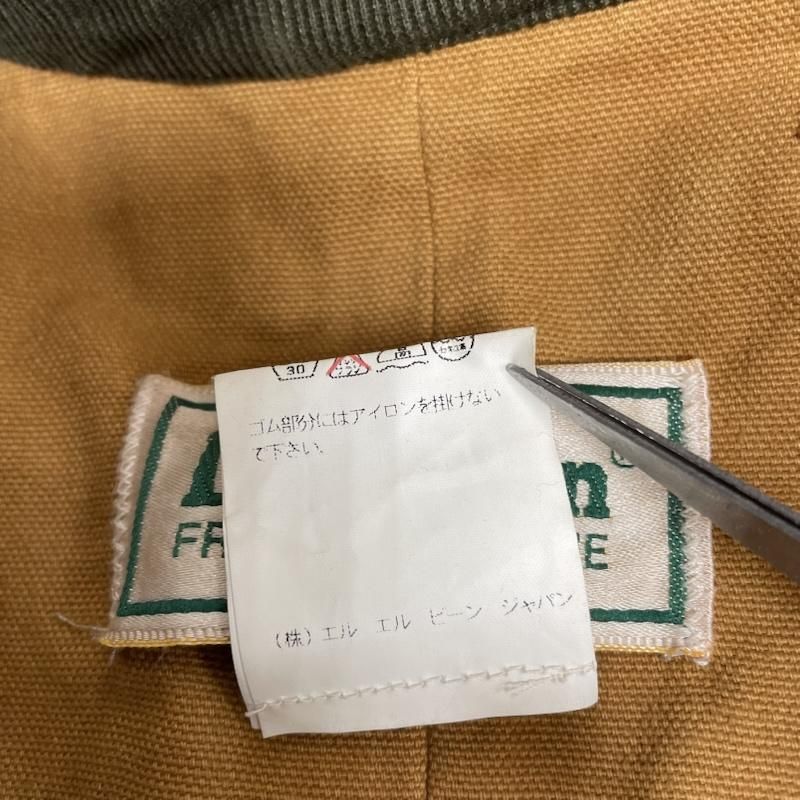 30
高
ゴム部分にはアイロンを掛けない
で下さい。
L n®
FR E
(株) エル エル ビーン ジャパン